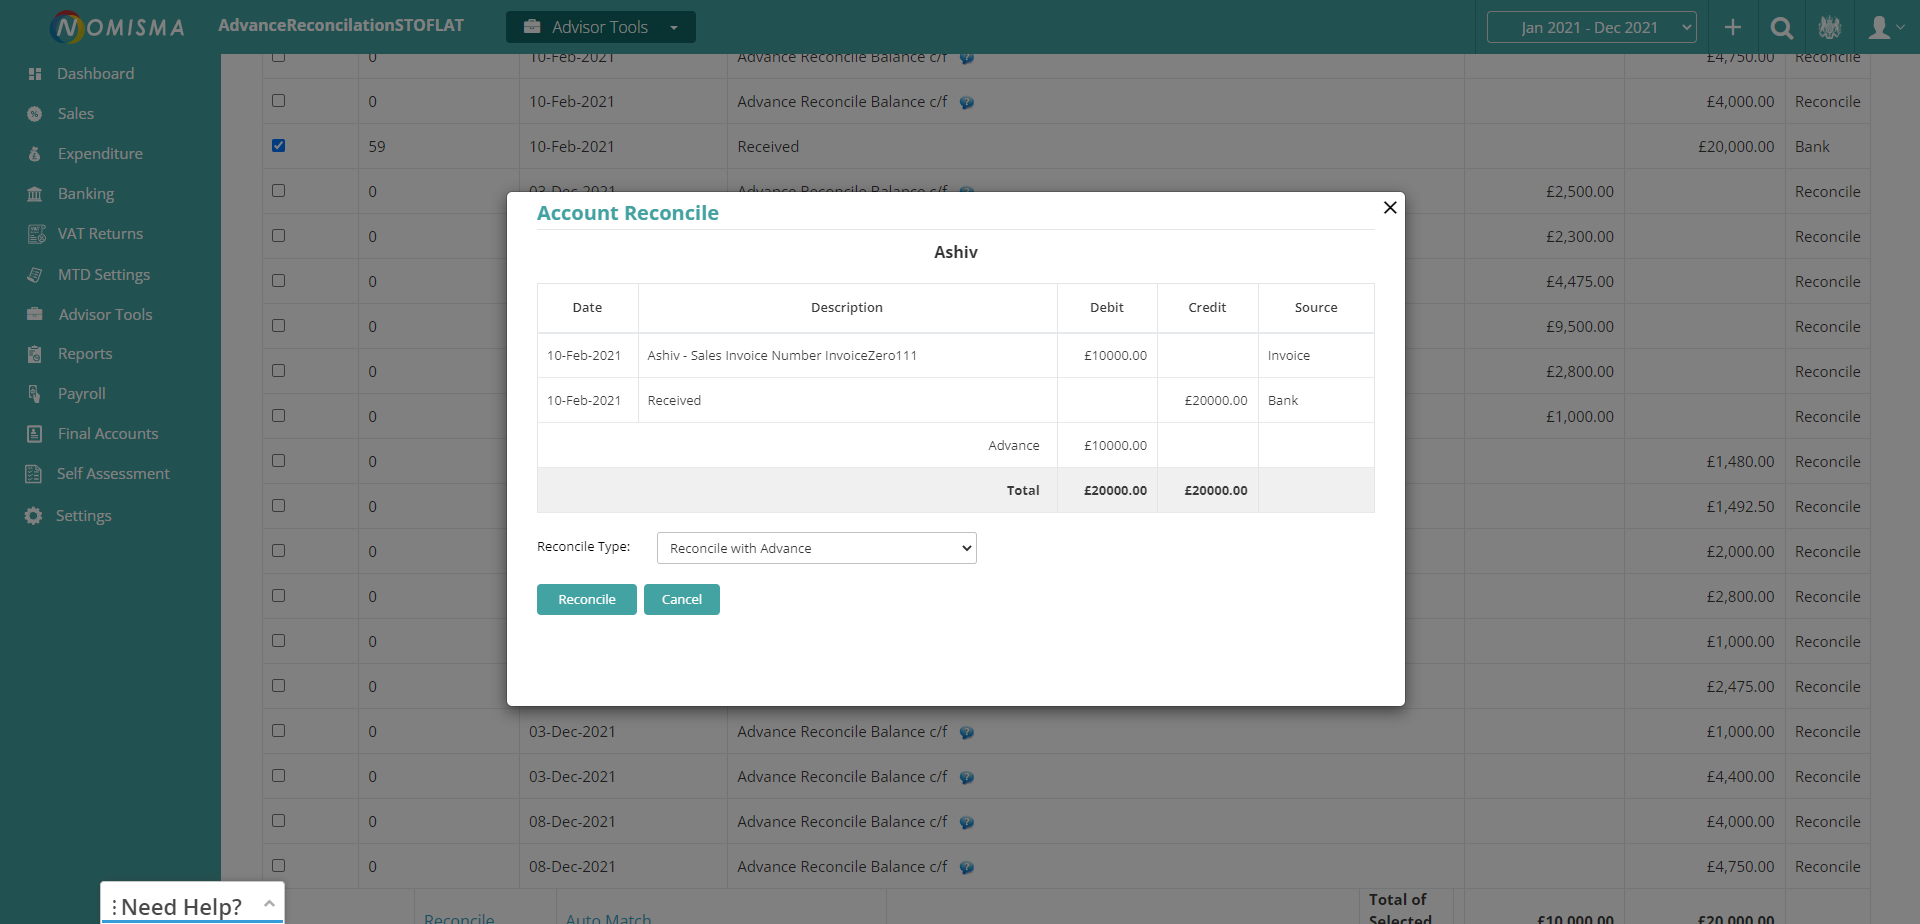 NOMISMA
AdvanceReconcilationSTOFLAT
Advisor Tools
Jan 2021 - Dec 2021
Dashboard
Sales
Expenditure
Banking
VAT Returns
MTD Settings
Advisor Tools
Reports
Payroll
Final Accounts
Self Assessment
Settings
0 10-Feb-2021 Advance Reconcile Balance c/f £4,750.00 Reconcile
0 10-Feb-2021 Advance Reconcile Balance c/f £4,000.00 Reconcile
59 10-Feb-2021 Received £20,000.00 Bank
0 03-Dec-2021 Advance Reconcile Balance c/f £2,500.00 Reconcile
0 £2,300.00 Reconcile
0 £4,475.00 Reconcile
0 £9,500.00 Reconcile
0 £2,800.00 Reconcile
0 £1,000.00 Reconcile
0 £1,480.00 Reconcile
0 £1,492.50 Reconcile
0 £2,000.00 Reconcile
0 £2,800.00 Reconcile
0 £1,000.00 Reconcile
0 £2,475.00 Reconcile
0 03-Dec-2021 Advance Reconcile Balance c/f £1,000.00 Reconcile
0 03-Dec-2021 Advance Reconcile Balance c/f £4,400.00 Reconcile
0 08-Dec-2021 Advance Reconcile Balance c/f £4,000.00 Reconcile
0 08-Dec-2021 Advance Reconcile Balance c/f £4,750.00 Reconcile
Reconcile Auto Match
Total of
Selected £10,000.00 £20,000.00
Account Reconcile
Ashiv
Date Description Debit Credit Source
10-Feb-2021 Ashiv - Sales Invoice Number InvoiceZero111 £10000.00 Invoice
10-Feb-2021 Received £20000.00 Bank
Advance £10000.00
Total £20000.00 £20000.00
Reconcile Type: Reconcile with Advance
Reconcile Cancel
Need Help?